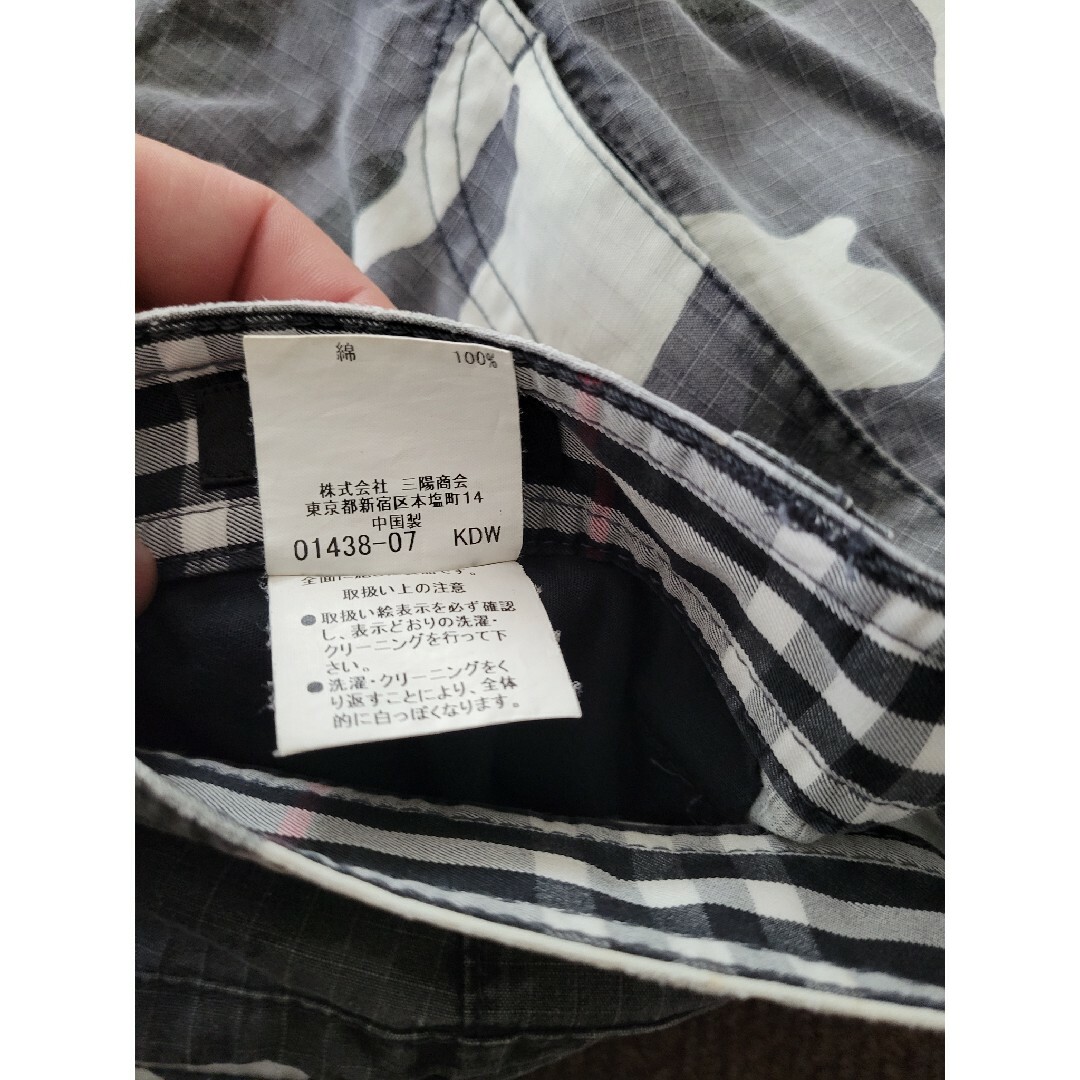 綿 100%
株式会社 三陽商会
東京都新宿区本塩町14
中国製
01438-07 KDW
取扱い上の注意
●取扱い絵表示を必ず確認
し、表示どおりの洗濯・
クリーニングを行って下
さい。
●洗濯・クリーニングをく
り返すことにより、全体
的に白っぽくなります。